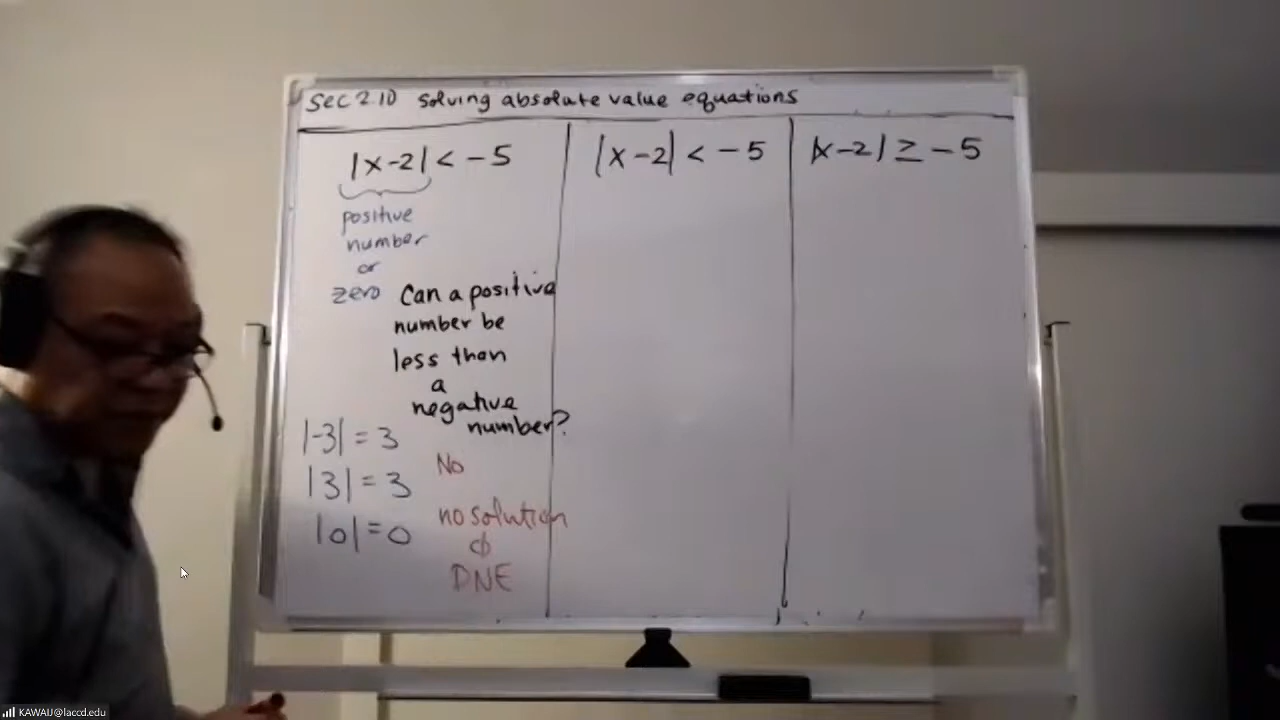 Sec 2.10 Solving absolute value equations
|x-2| < -5
positive
number
or
zero
Can a positive
number be
less than
a
negative
number?
|-3| = 3
|3| = 3
|0| = 0
No
no solution
ϕ
DNE
|x-2| < -5
|x-2| ≥ -5
KAWAIJ@laccd.edu